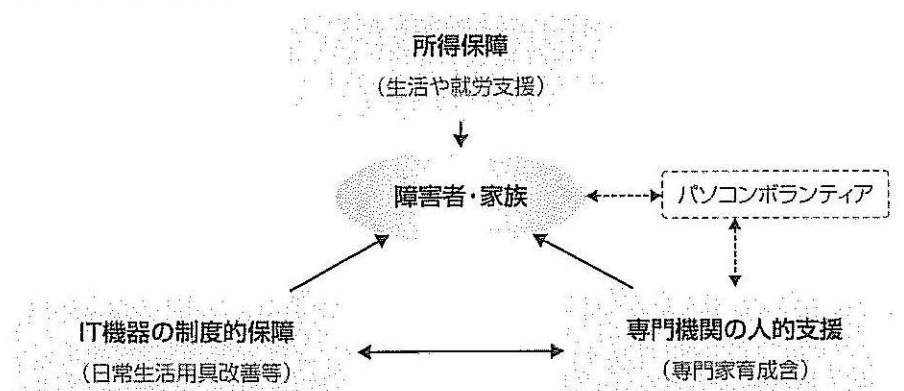 所得保障
（生活や就労支援）
障害者・家族
パソコンボランティア
IT機器の制度的保障
（日常生活用具改善等）
専門機関の人的支援
（専門家育成含）